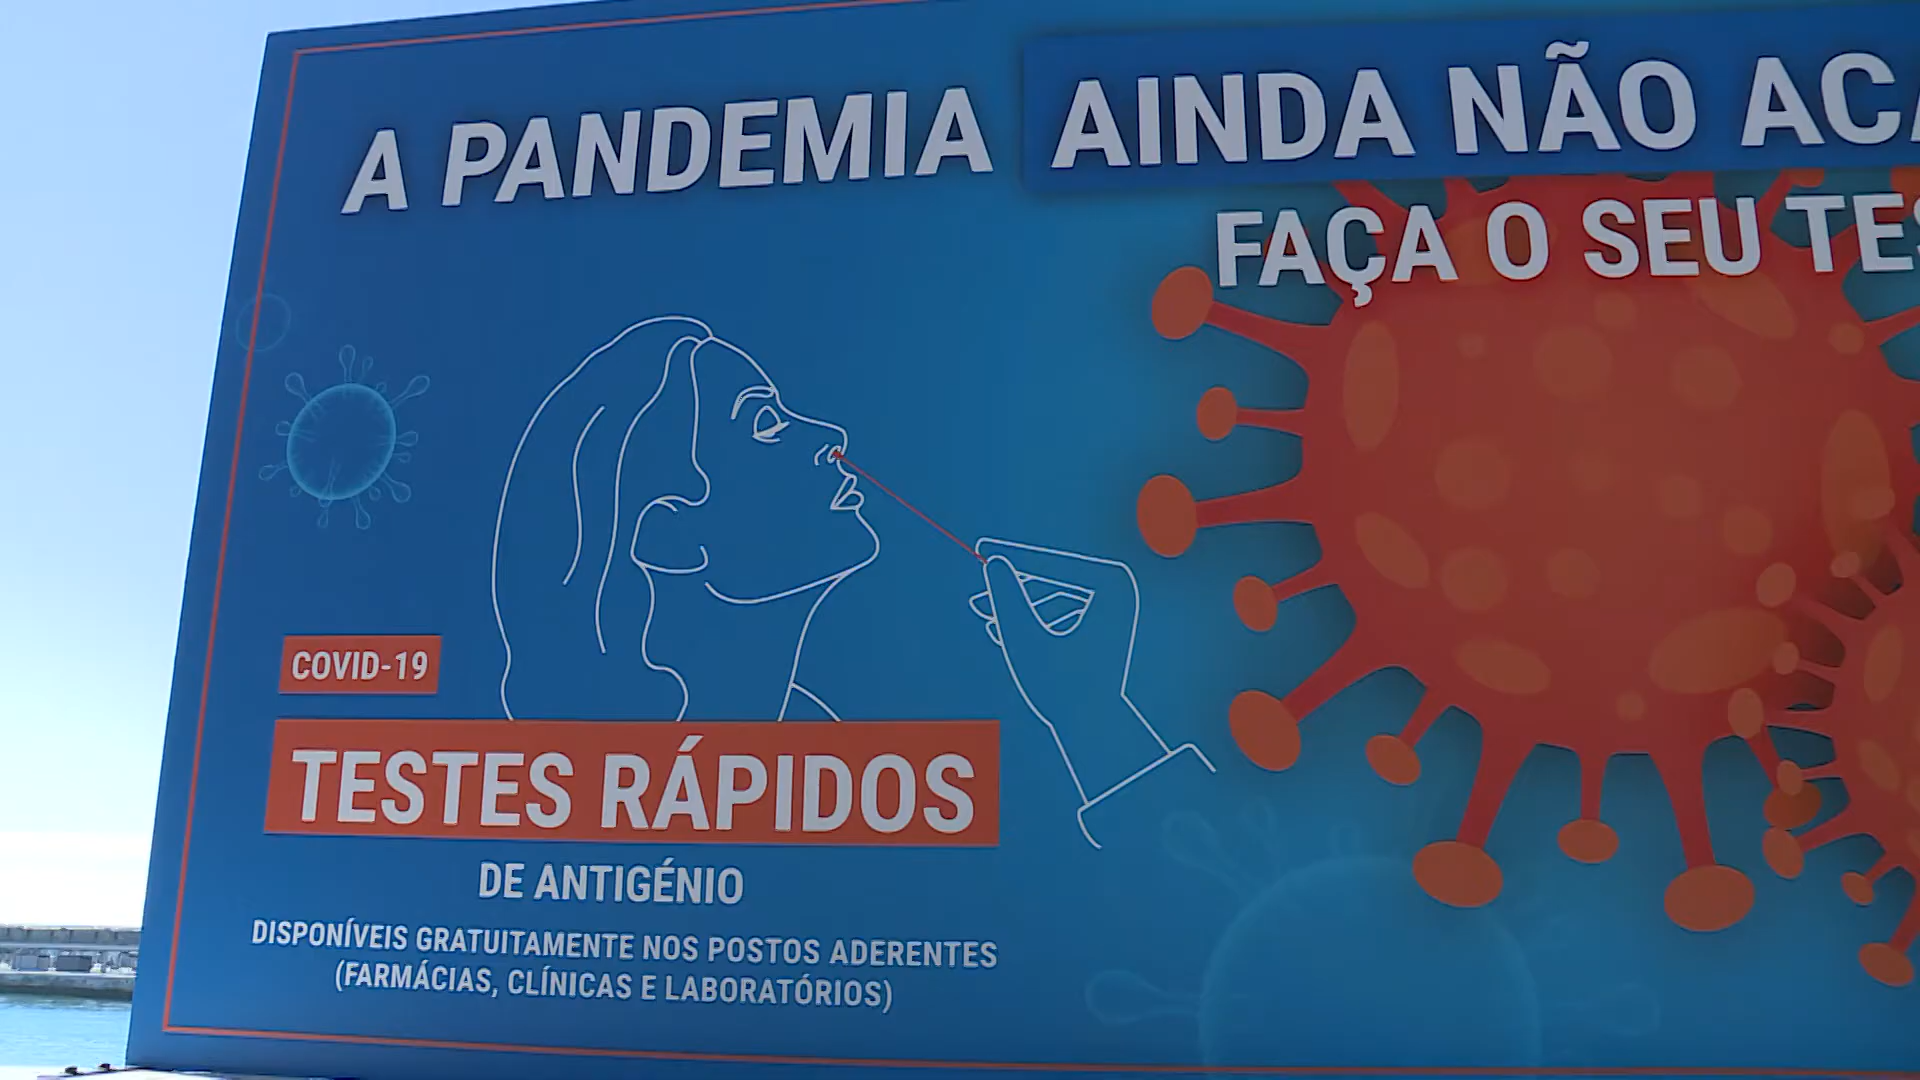 A PANDEMIA AINDA NÃO
FAÇA O SEU
COVID-19
TESTES RÁPIDOS
DE ANTIGÉNIO
DISPONÍVEIS GRATUITAMENTE NOS POSTOS ADERENTES
(FARMÁCIAS, CLÍNICAS E LABORATÓRIOS)